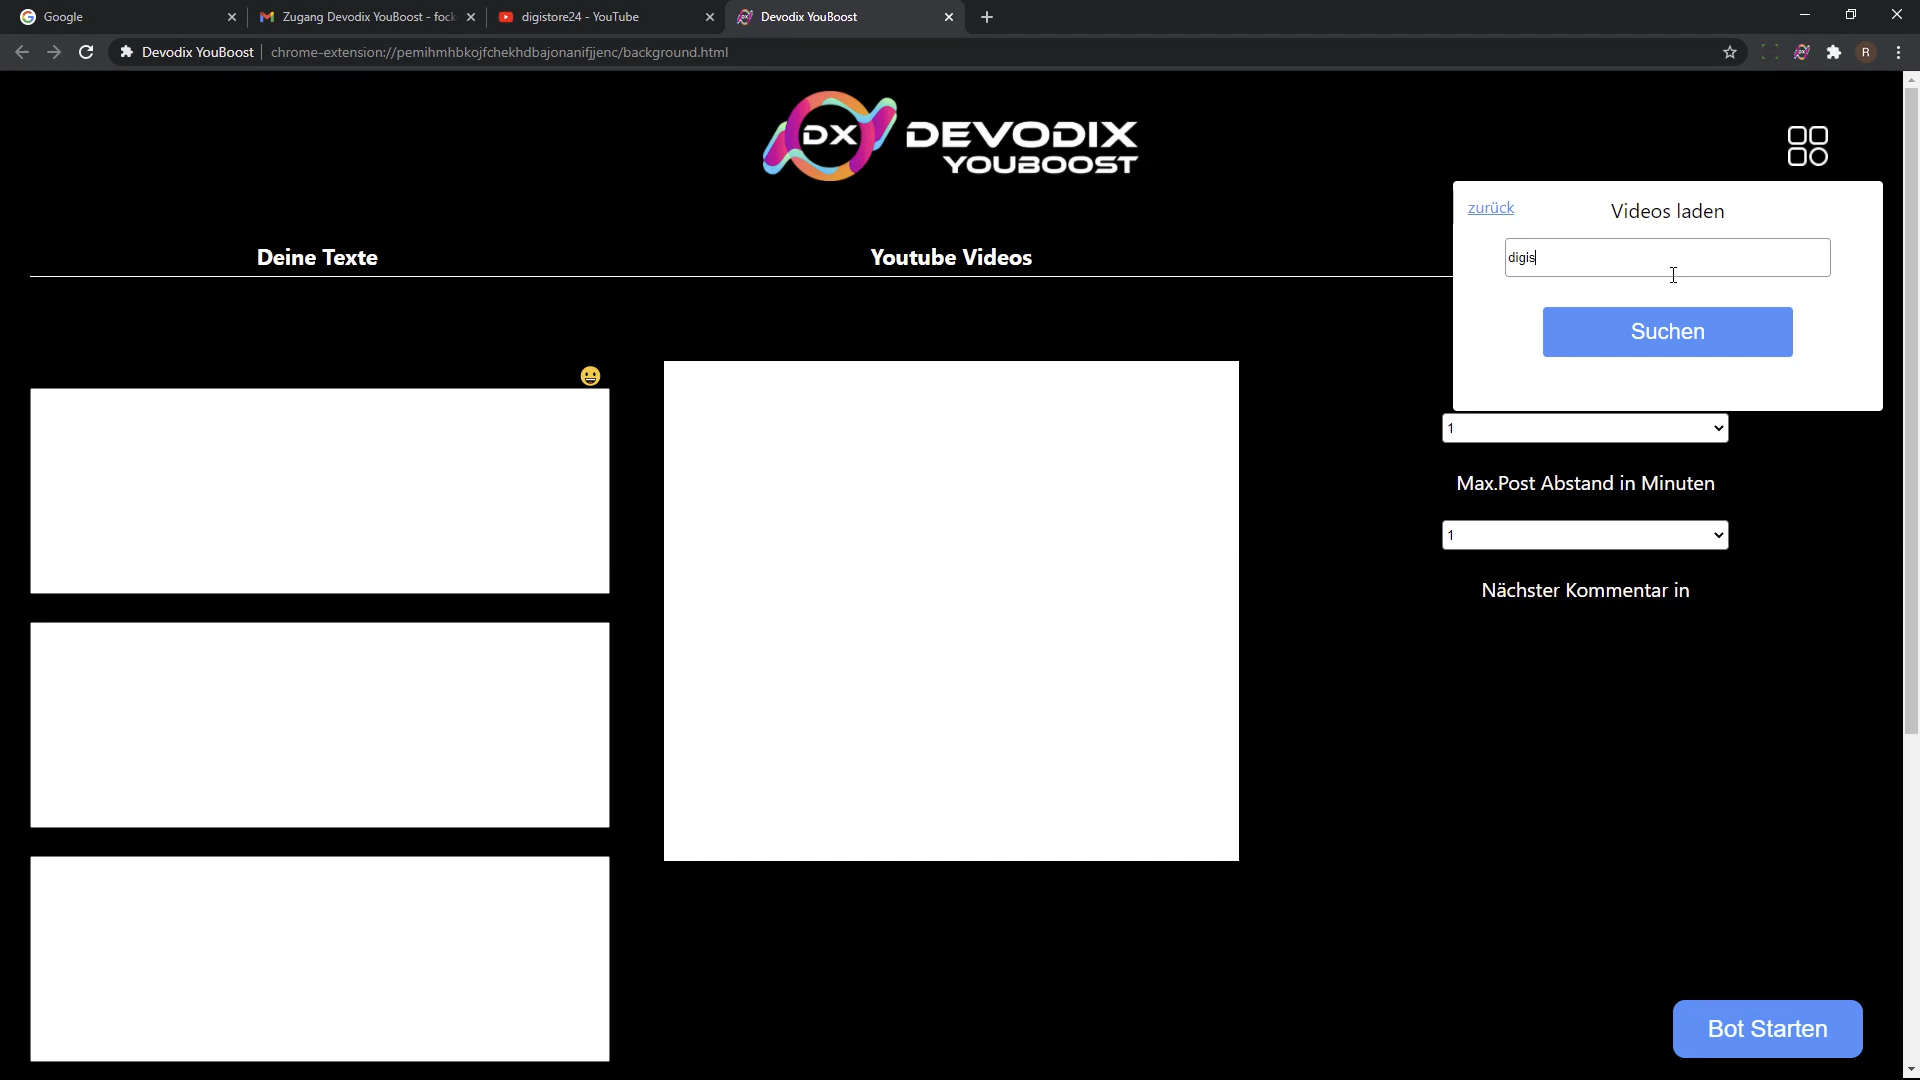 Google
Zugang Devodix YouBoost - fock
digistore24 - YouTube
Devodix YouBoost
Devodix YouBoost
chrome-extension://pemihmhbkojfchekhdbajonanifjjenc/background.html
R
DX DEVODIX
YOUBOOST
zurück
Videos laden
Deine Texte
Youtube Videos
digis
Suchen
1
Max.Post Abstand in Minuten
1
Nächster Kommentar in
Bot Starten